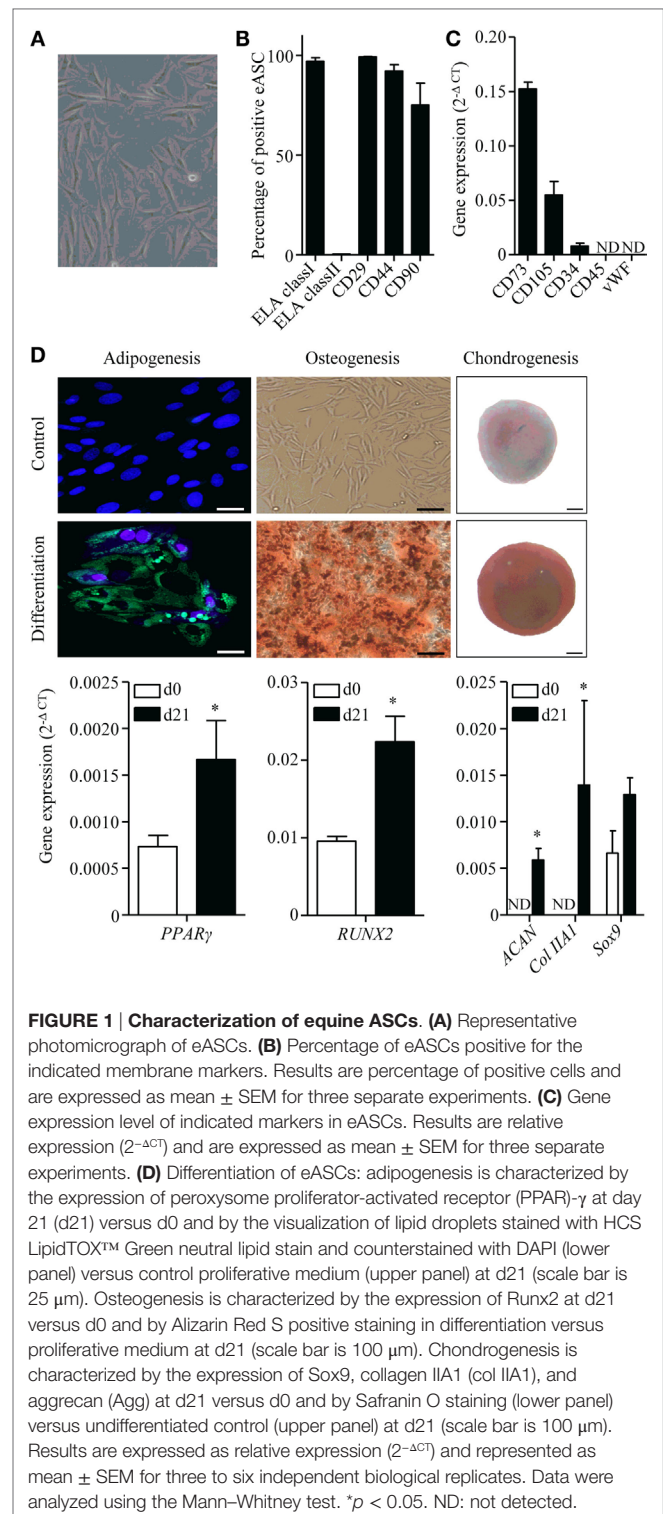 A
B
C
Percentage of positive eASC
100
50
0
ELA classI
ELA classII
CD29
CD44
CD90
Gene expression (2-Δ CT)
0.20
0.15
0.10
0.05
0.00
ND ND
CD73
CD105
CD34
CD45
vWF
D
Adipogenesis
Osteogenesis
Chondrogenesis
Control
Differentiation
Gene expression (2-Δ CT)
0.0025
0.0020
0.0015
0.0010
0.0005
0
d0
d21
*
PPARγ
0.03
0.02
0.01
0
d0
d21
*
RUNX2
0.025
0.020
0.015
0.010
0.005
0
d0
d21
*
*
ND
ND
ACAN
Col IIA1
Sox9
FIGURE 1 | Characterization of equine ASCs. (A) Representative
photomicrograph of eASCs. (B) Percentage of eASCs positive for the
indicated membrane markers. Results are percentage of positive cells and
are expressed as mean ± SEM for three separate experiments. (C) Gene
expression level of indicated markers in eASCs. Results are relative
expression (2−ΔCT) and are expressed as mean ± SEM for three separate
experiments. (D) Differentiation of eASCs: adipogenesis is characterized by
the expression of peroxysome proliferator-activated receptor (PPAR)-γ at day
21 (d21) versus d0 and by the visualization of lipid droplets stained with HCS
LipidTOX™ Green neutral lipid stain and counterstained with DAPI (lower
panel) versus control proliferative medium (upper panel) at d21 (scale bar is
25 μm). Osteogenesis is characterized by the expression of Runx2 at d21
versus d0 and by Alizarin Red S positive staining in differentiation versus
proliferative medium at d21 (scale bar is 100 μm). Chondrogenesis is
characterized by the expression of Sox9, collagen IIA1 (col IIA1), and
aggrecan (Agg) at d21 versus d0 and by Safranin O staining (lower panel)
versus undifferentiated control (upper panel) at d21 (scale bar is 100 μm).
Results are expressed as relative expression (2−ΔCT) and represented as
mean ± SEM for three to six independent biological replicates. Data were
analyzed using the Mann–Whitney test. *p < 0.05. ND: not detected.